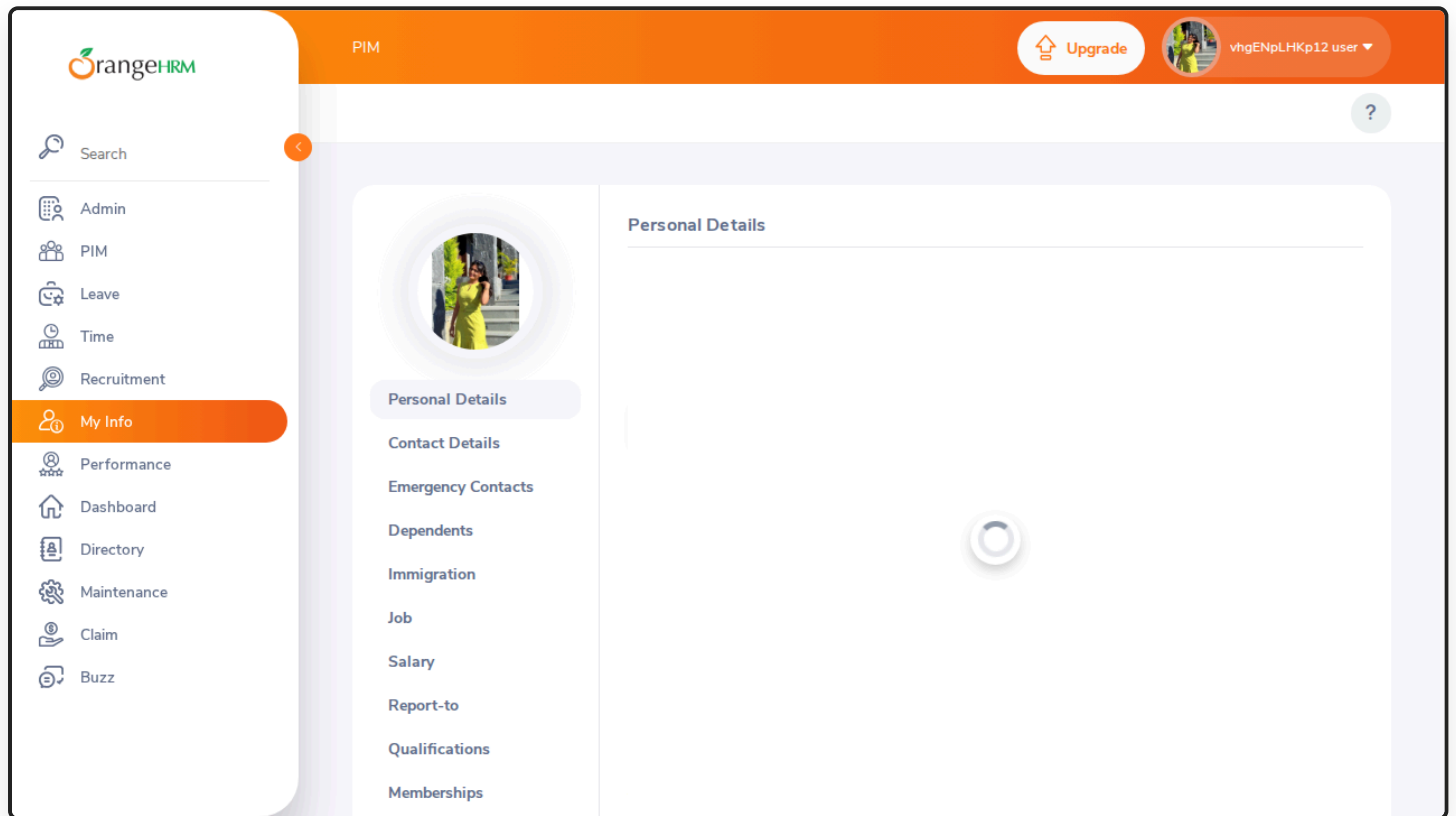 OrangeHRM
PIM
Upgrade
vhgENpLHKp12 user
?
Search
Admin
PIM
Leave
Time
Recruitment
My Info
Performance
Dashboard
Directory
Maintenance
Claim
Buzz
Personal Details
Contact Details
Emergency Contacts
Dependents
Immigration
Job
Salary
Report-to
Qualifications
Memberships
Personal Details